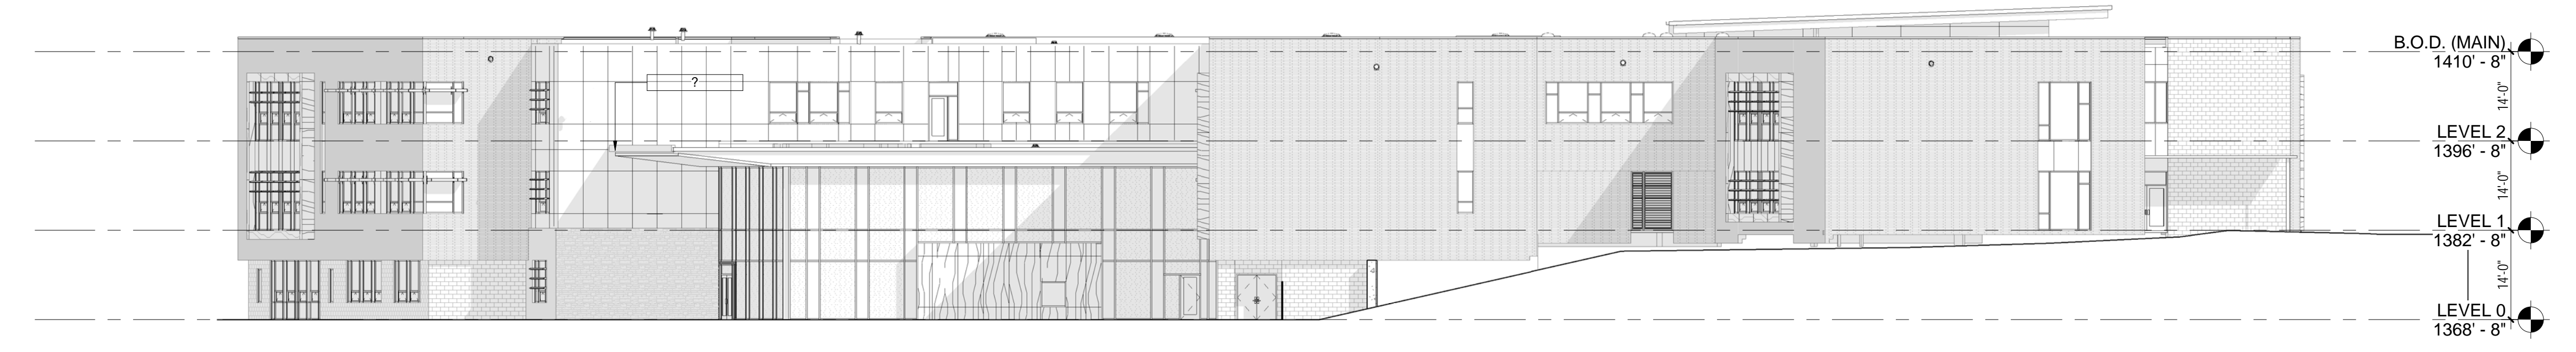 ?
B.O.D. (MAIN)
1410' - 8"
14'-0"
LEVEL 2
1396' - 8"
14'-0"
LEVEL 1
1382' - 8"
14'-0"
LEVEL 0
1368' - 8"